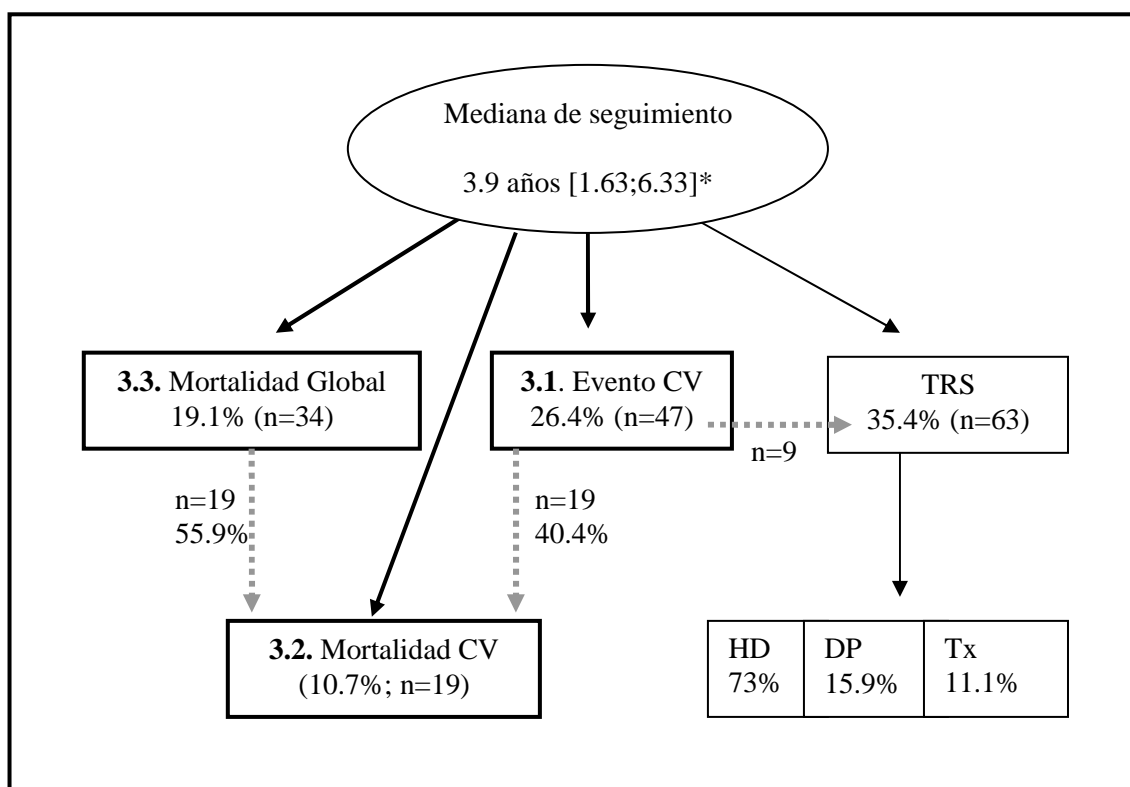 Mediana de seguimiento
3.9 años [1.63;6.33]*
3.3. Mortalidad Global
19.1% (n=34)
3.1. Evento CV
26.4% (n=47)
TRS
35.4% (n=63)
n=9
n=19
55.9%
n=19
40.4%
3.2. Mortalidad CV
(10.7%; n=19)
HD
73%
DP
15.9%
Tx
11.1%